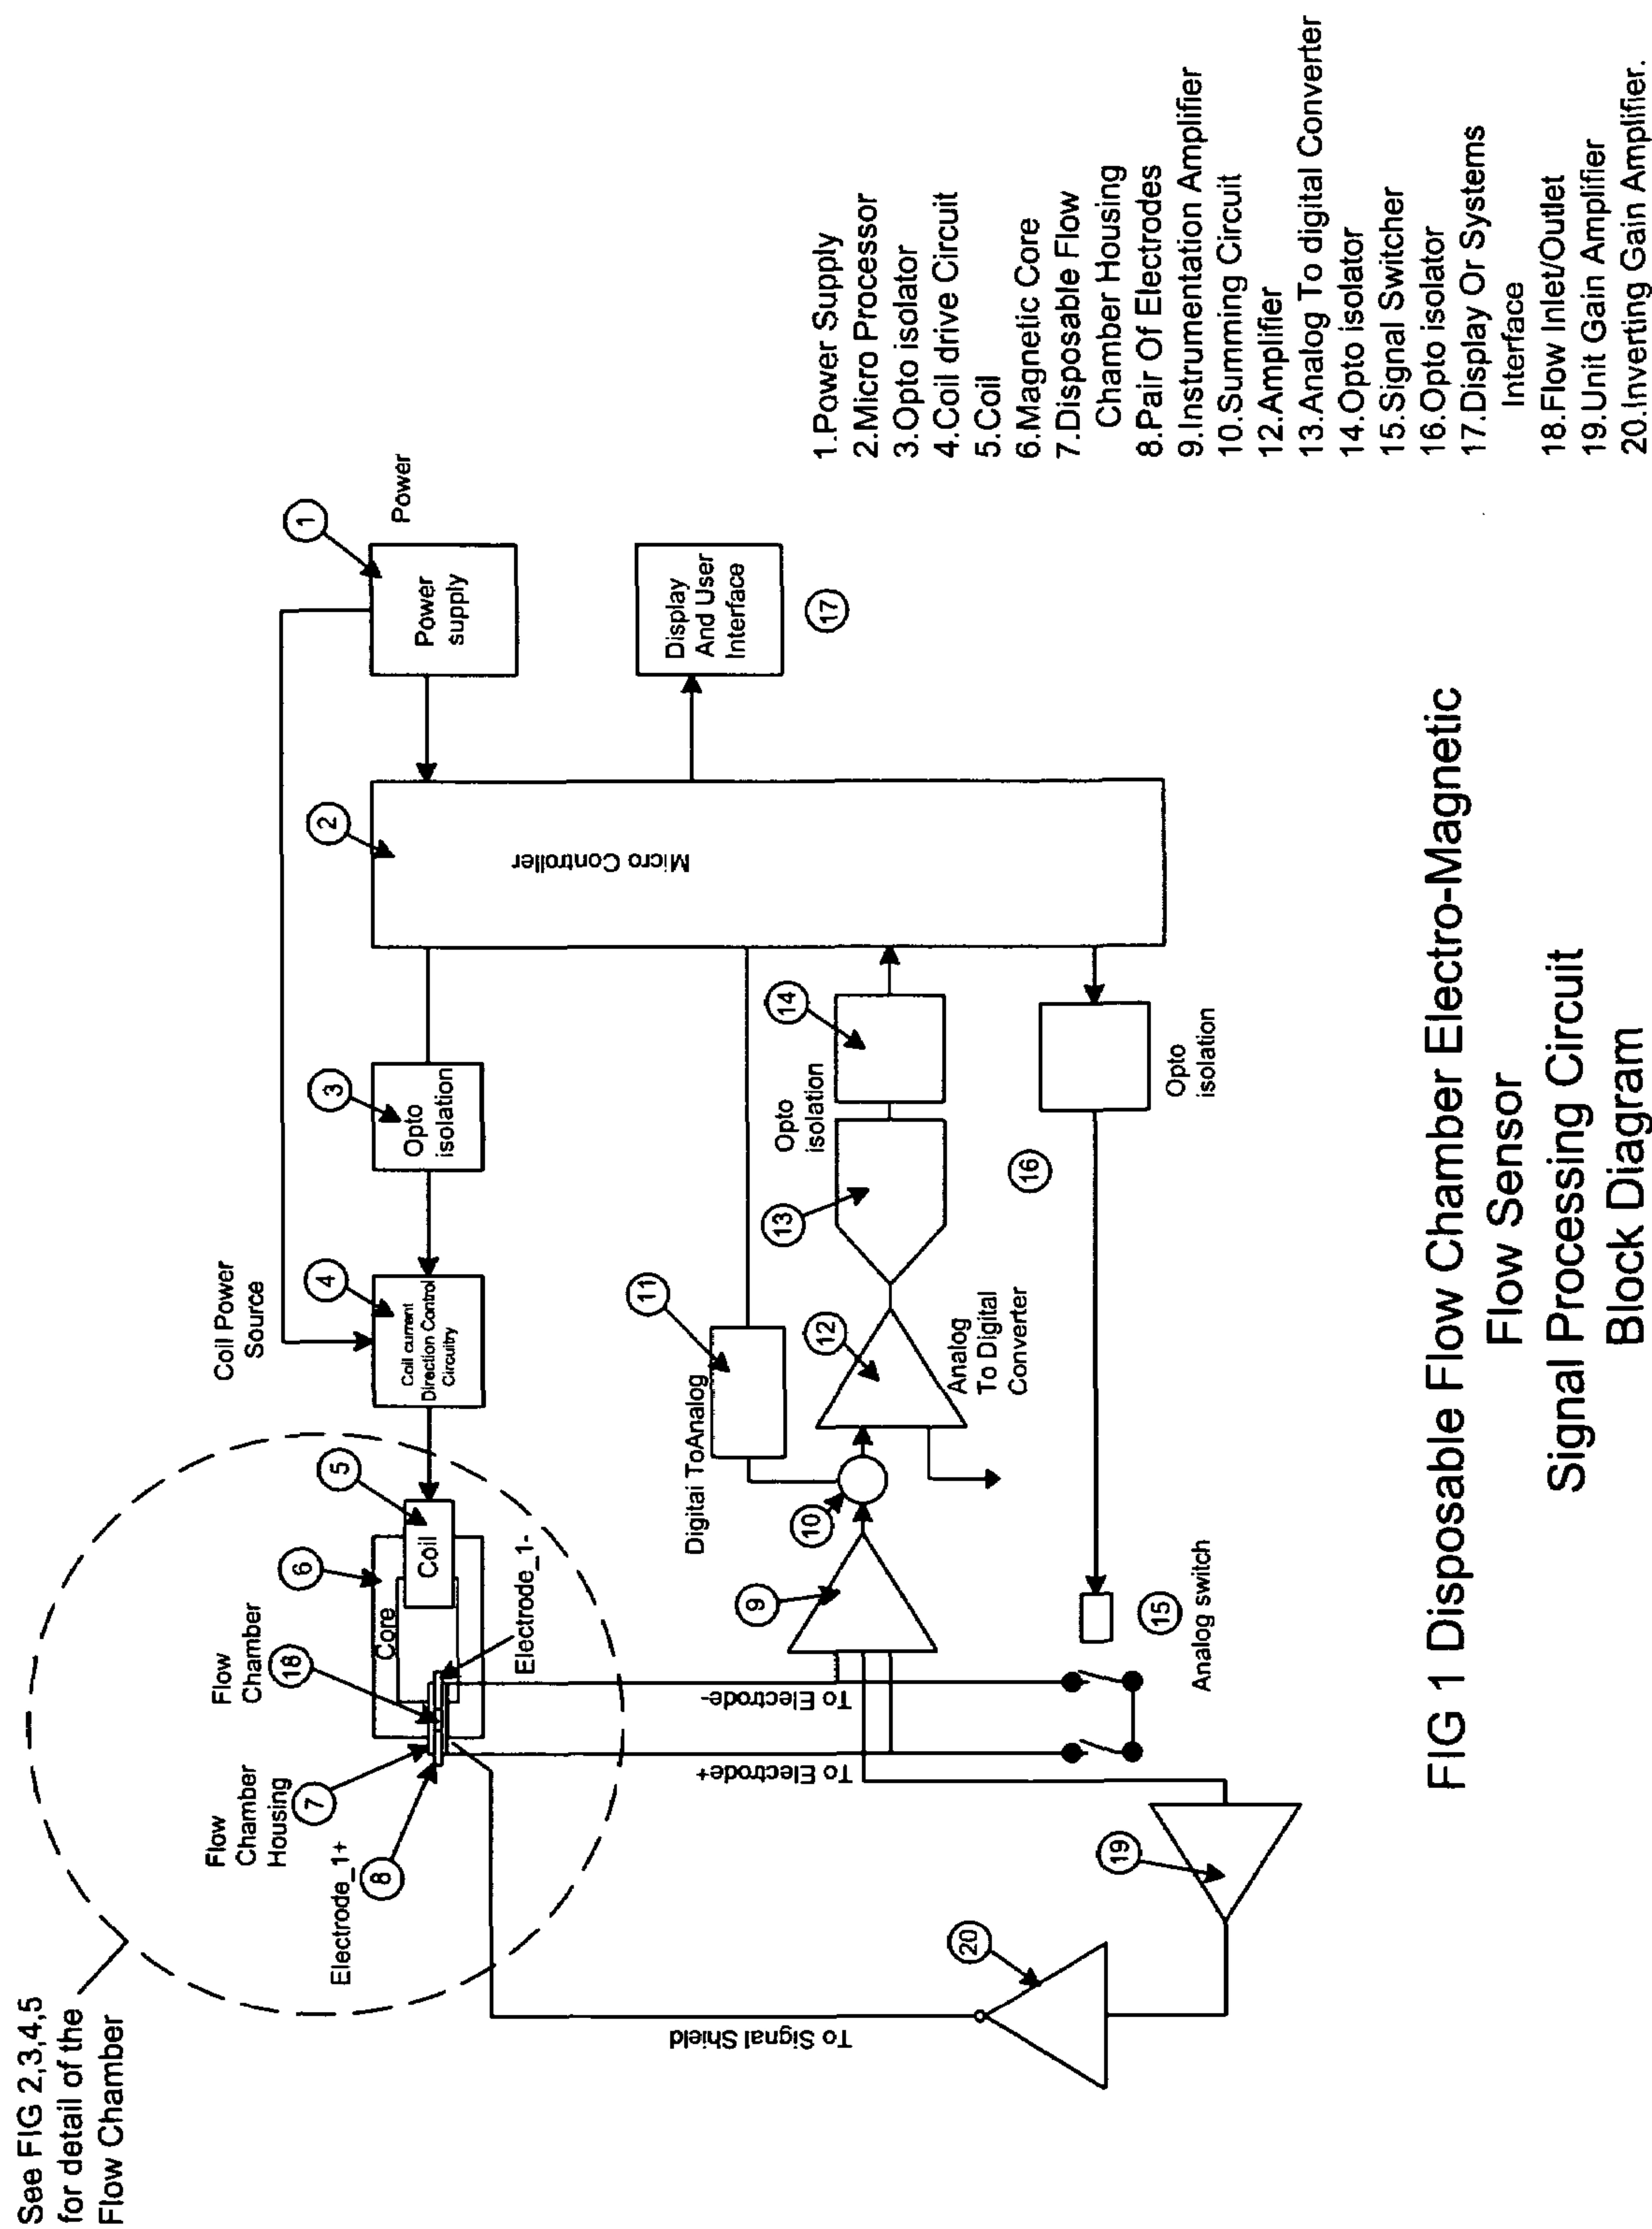 See FIG 2,3,4,5
for detail of the
Flow Chamber
Flow
Chamber
Housing
7
Electrode_1+
8
Flow
Chamber
18
6
Core
5
Coil
Electrode_1-
Coil Power
Source
4
Coil current
Direction Control
Circuitry
3
Opto
isolation
2
Micro Controller
1
Power
Power
supply
Display
And User
Interface
17
Digital ToAnalog
11
Opto
isolation
14
13
12
Analog
To Digital
Converter
10
9
16
Opto
isolation
15
Analog switch
To Electrode-
To Electrode+
To Signal Shield
19
20
1.Power Supply
2.Micro Processor
3.Opto isolator
4.Coil drive Circuit
5.Coil
6.Magnetic Core
7.Disposable Flow
Chamber Housing
8.Pair Of Electrodes
9.Instrumentation Amplifier
10.Summing Circuit
12.Amplifier
13.Analog To digital Converter
14.Opto isolator
15.Signal Switcher
16.Opto isolator
17.Display Or Systems
Interface
18.Flow Inlet/Outlet
19.Unit Gain Amplifier
20.Inverting Gain Amplifier.
FIG 1 Disposable Flow Chamber Electro-Magnetic
Flow Sensor
Signal Processing Circuit
Block Diagram